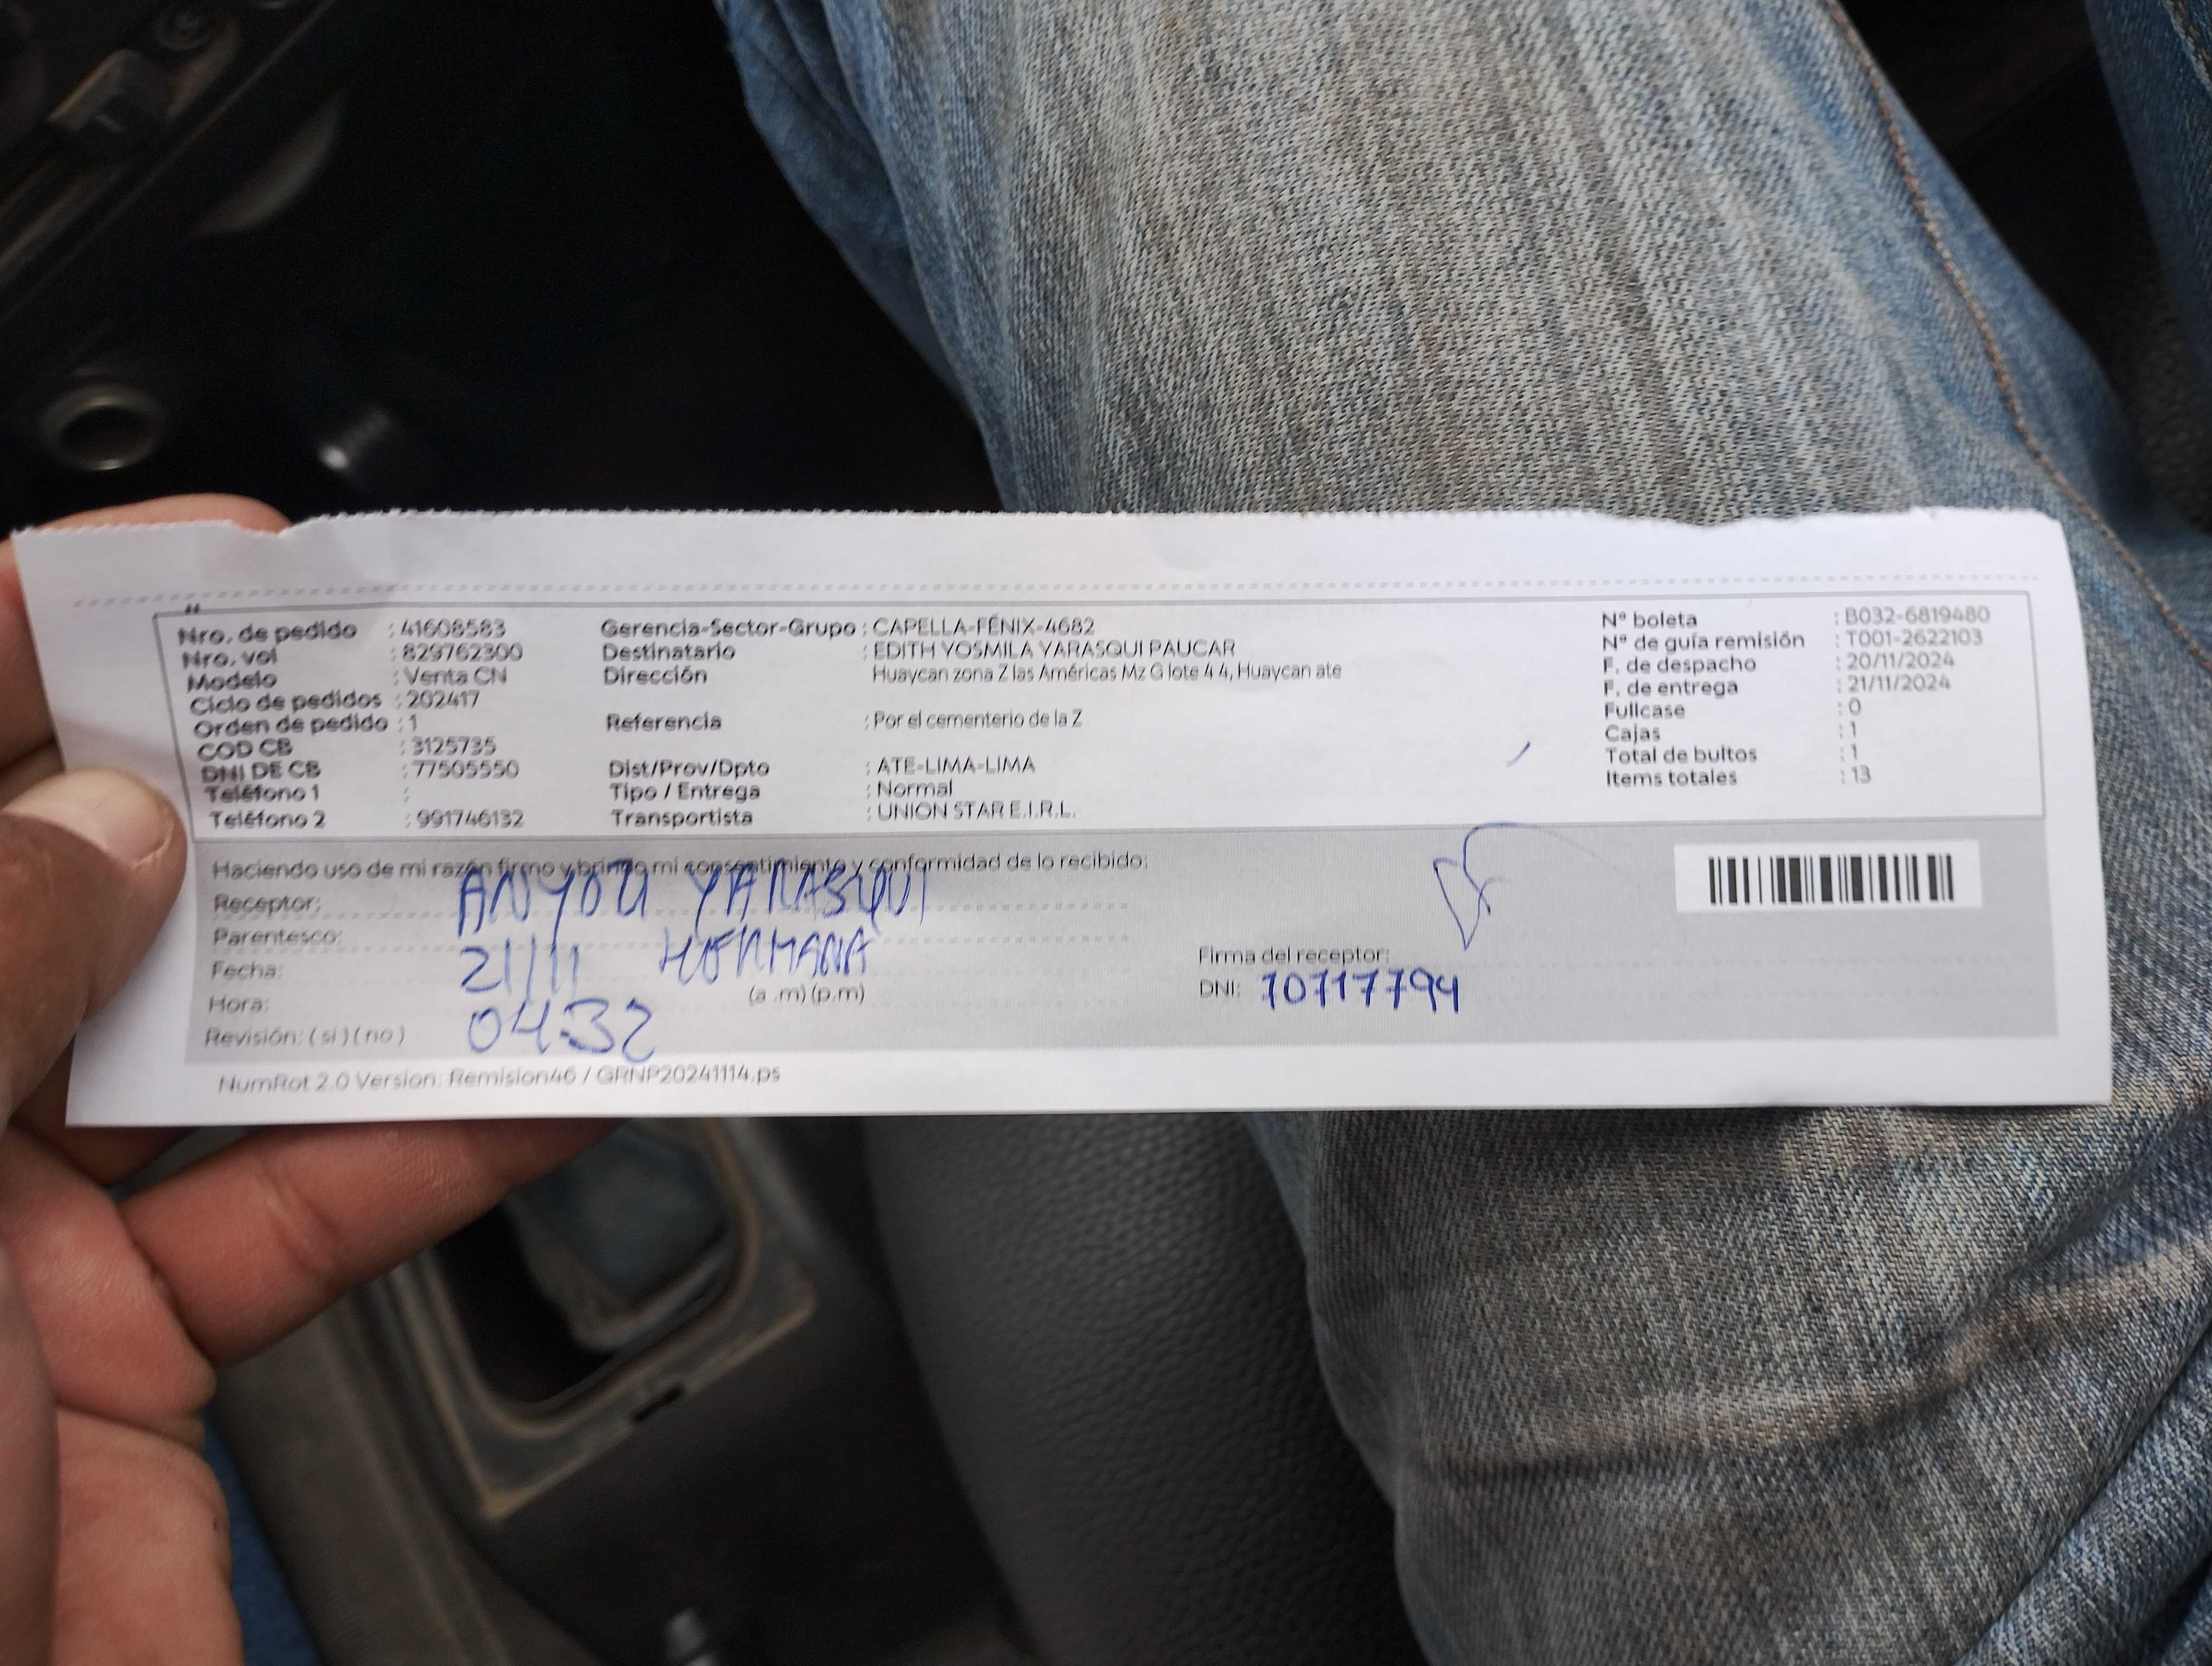 Nro. de pedido : 41608583 Gerencia-Sector-Grupo : CAPELLA-FÉNIX-4682 Nº boleta : B032-6819480
Nro. vol : 829762300 Destinatario : EDITH YOSMILA YARASQUI PAUCAR Nº de guía remisión : T001-2622103
Modelo : Venta CN Dirección Huaycan zona Z las Américas Mz G lote 4 4, Huaycan ate F. de despacho : 20/11/2024
Ciclo de pedidos : 202417 F. de entrega : 21/11/2024
Orden de pedido : 1 Referencia : Por el cementerio de la Z Fullcase : 0
COD CB : 3125735 Cajas : 1
DNI DE CB : 77505550 Dist/Prov/Dpto : ATE-LIMA-LIMA Total de bultos : 1
Teléfono 1 : Tipo / Entrega : Normal Items totales : 13
Teléfono 2 : 991746132 Transportista : UNION STAR E.I.R.L.
Haciendo uso de mi razón firmo y brindo mi consentimiento y conformidad de lo recibido:
Receptor: YARASQUI
Parentesco: HERMANA
Fecha: 21/11 Firma del receptor:
Hora: 04:32 (a .m) (p.m) DNI: 70717794
Revisión: ( si ) ( no )
NumRot 2.0 Version: Remision46 / GRNP20241114.ps